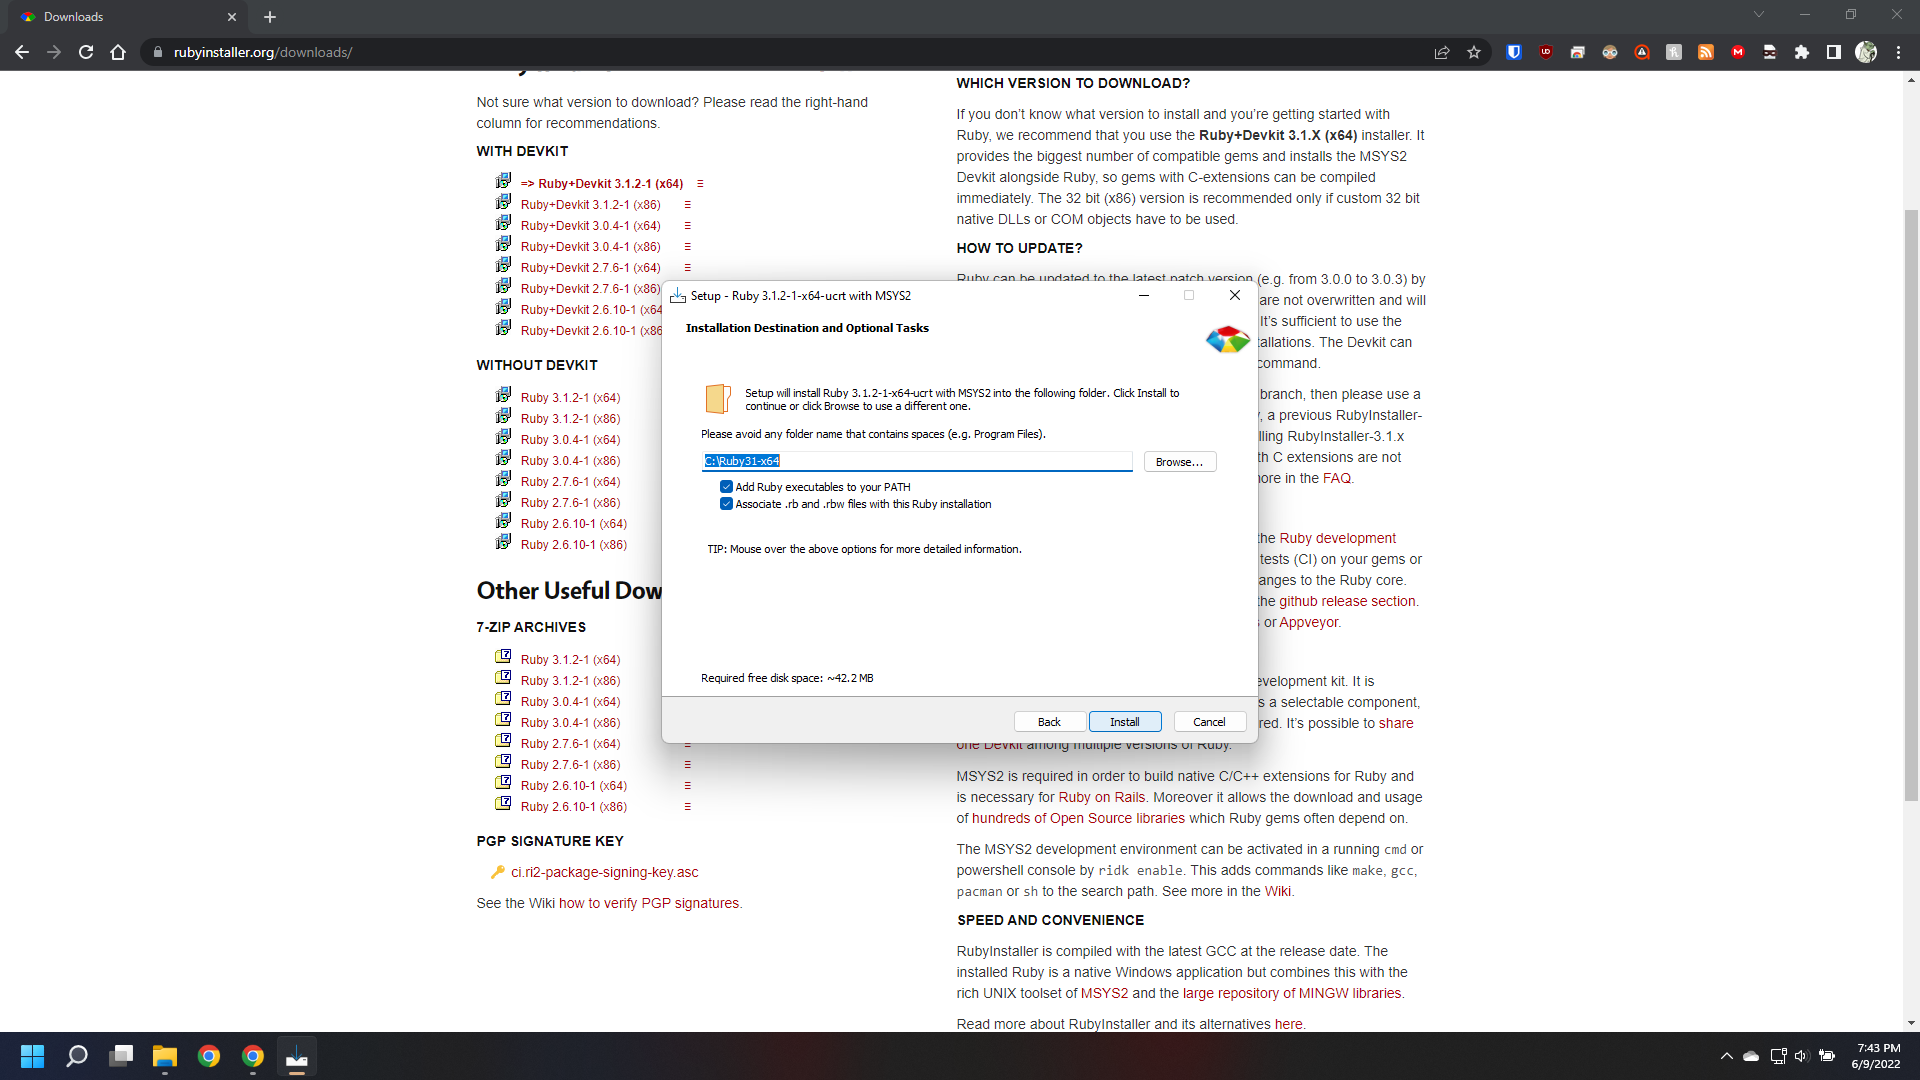 Downloads
rubyinstaller.org/downloads/
Not sure what version to download? Please read the right-hand
column for recommendations.
WITH DEVKIT
=> Ruby+Devkit 3.1.2-1 (x64)
Ruby+Devkit 3.1.2-1 (x86)
Ruby+Devkit 3.0.4-1 (x64)
Ruby+Devkit 3.0.4-1 (x86)
Ruby+Devkit 2.7.6-1 (x64)
Ruby+Devkit 2.7.6-1 (x86)
Ruby+Devkit 2.6.10-1 (x64
Ruby+Devkit 2.6.10-1 (x86
WITHOUT DEVKIT
Ruby 3.1.2-1 (x64)
Ruby 3.1.2-1 (x86)
Ruby 3.0.4-1 (x64)
Ruby 3.0.4-1 (x86)
Ruby 2.7.6-1 (x64)
Ruby 2.7.6-1 (x86)
Ruby 2.6.10-1 (x64)
Ruby 2.6.10-1 (x86)
Other Useful Dow
7-ZIP ARCHIVES
Ruby 3.1.2-1 (x64)
Ruby 3.1.2-1 (x86)
Ruby 3.0.4-1 (x64)
Ruby 3.0.4-1 (x86)
Ruby 2.7.6-1 (x64)
Ruby 2.7.6-1 (x86)
Ruby 2.6.10-1 (x64)
Ruby 2.6.10-1 (x86)
PGP SIGNATURE KEY
ci.ri2-package-signing-key.asc
See the Wiki how to verify PGP signatures.
WHICH VERSION TO DOWNLOAD?
If you don't know what version to install and you're getting started with
Ruby, we recommend that you use the Ruby+Devkit 3.1.X (x64) installer. It
provides the biggest number of compatible gems and installs the MSYS2
Devkit alongside Ruby, so gems with C-extensions can be compiled
immediately. The 32 bit (x86) version is recommended only if custom 32 bit
native DLLs or COM objects have to be used.
HOW TO UPDATE?
Ruby can be updated to the latest patch version (e.g. from 3.0.0 to 3.0.3) by
are not overwritten and will
It's sufficient to use the
allations. The Devkit can
command.
branch, then please use a
, a previous RubyInstaller-
lling RubyInstaller-3.1.x
th C extensions are not
ore in the FAQ.
the Ruby development
tests (CI) on your gems or
anges to the Ruby core.
the github release section.
or Appveyor.
evelopment kit. It is
s a selectable component,
red. It's possible to share
one Devkit among multiple versions of Ruby.
MSYS2 is required in order to build native C/C++ extensions for Ruby and
is necessary for Ruby on Rails. Moreover it allows the download and usage
of hundreds of Open Source libraries which Ruby gems often depend on.
The MSYS2 development environment can be activated in a running cmd or
powershell console by ridk enable. This adds commands like make, gcc,
pacman or sh to the search path. See more in the Wiki.
SPEED AND CONVENIENCE
RubyInstaller is compiled with the latest GCC at the release date. The
installed Ruby is a native Windows application but combines this with the
rich UNIX toolset of MSYS2 and the large repository of MINGW libraries.
Read more about RubyInstaller and its alternatives here.
Setup - Ruby 3.1.2-1-x64-ucrt with MSYS2
Installation Destination and Optional Tasks
Setup will install Ruby 3.1.2-1-x64-ucrt with MSYS2 into the following folder. Click Install to
continue or click Browse to use a different one.
Please avoid any folder name that contains spaces (e.g. Program Files).
C:\Ruby31-x64
Browse...
Add Ruby executables to your PATH
Associate .rb and .rbw files with this Ruby installation
TIP: Mouse over the above options for more detailed information.
Required free disk space: ~42.2 MB
Back
Install
Cancel
7:43 PM
6/9/2022